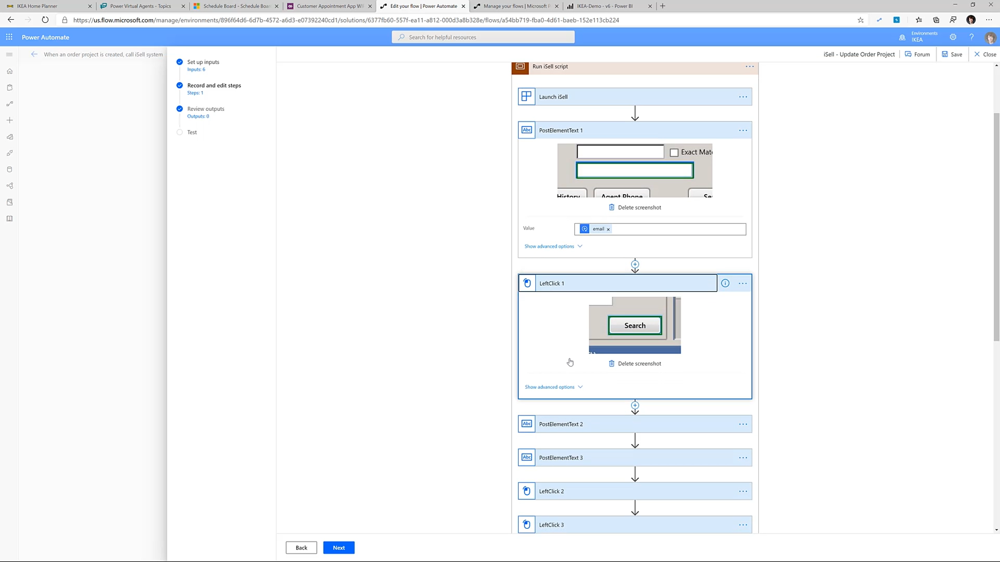 IKEA Home Planner
Power Virtual Agents - Topics
Schedule Board - Schedule Boar
Customer Appointment App WIP
Edit your flow | Power Automate
Manage your flows | Microsoft P
IKEA-Demo - v6 - Power BI
https://us.flow.microsoft.com/manage/environments/896f64d6-6d7b-4572-a6d3-e07392240cd1/solutions/6377fb60-557f-ea11-a812-000d3a8b328e/flows/a54bb719-fba0-4d61-baeb-152e113cb224
Power Automate
Search for helpful resources
Environments
IKEA
When an order project is created, call iSell system
iSell - Update Order Project
Forum
Save
Close
Set up inputs
Inputs: 6
Record and edit steps
Steps: 1
Review outputs
Outputs: 0
Test
Run iSell script
Launch iSell
Abc
PostElementText 1
Exact Mat
History
Agent Phone
Se
Delete screenshot
Value
email
Show advanced options
LeftClick 1
Search
Delete screenshot
Show advanced options
Abc
PostElementText 2
Abc
PostElementText 3
LeftClick 2
LeftClick 3
Back
Next